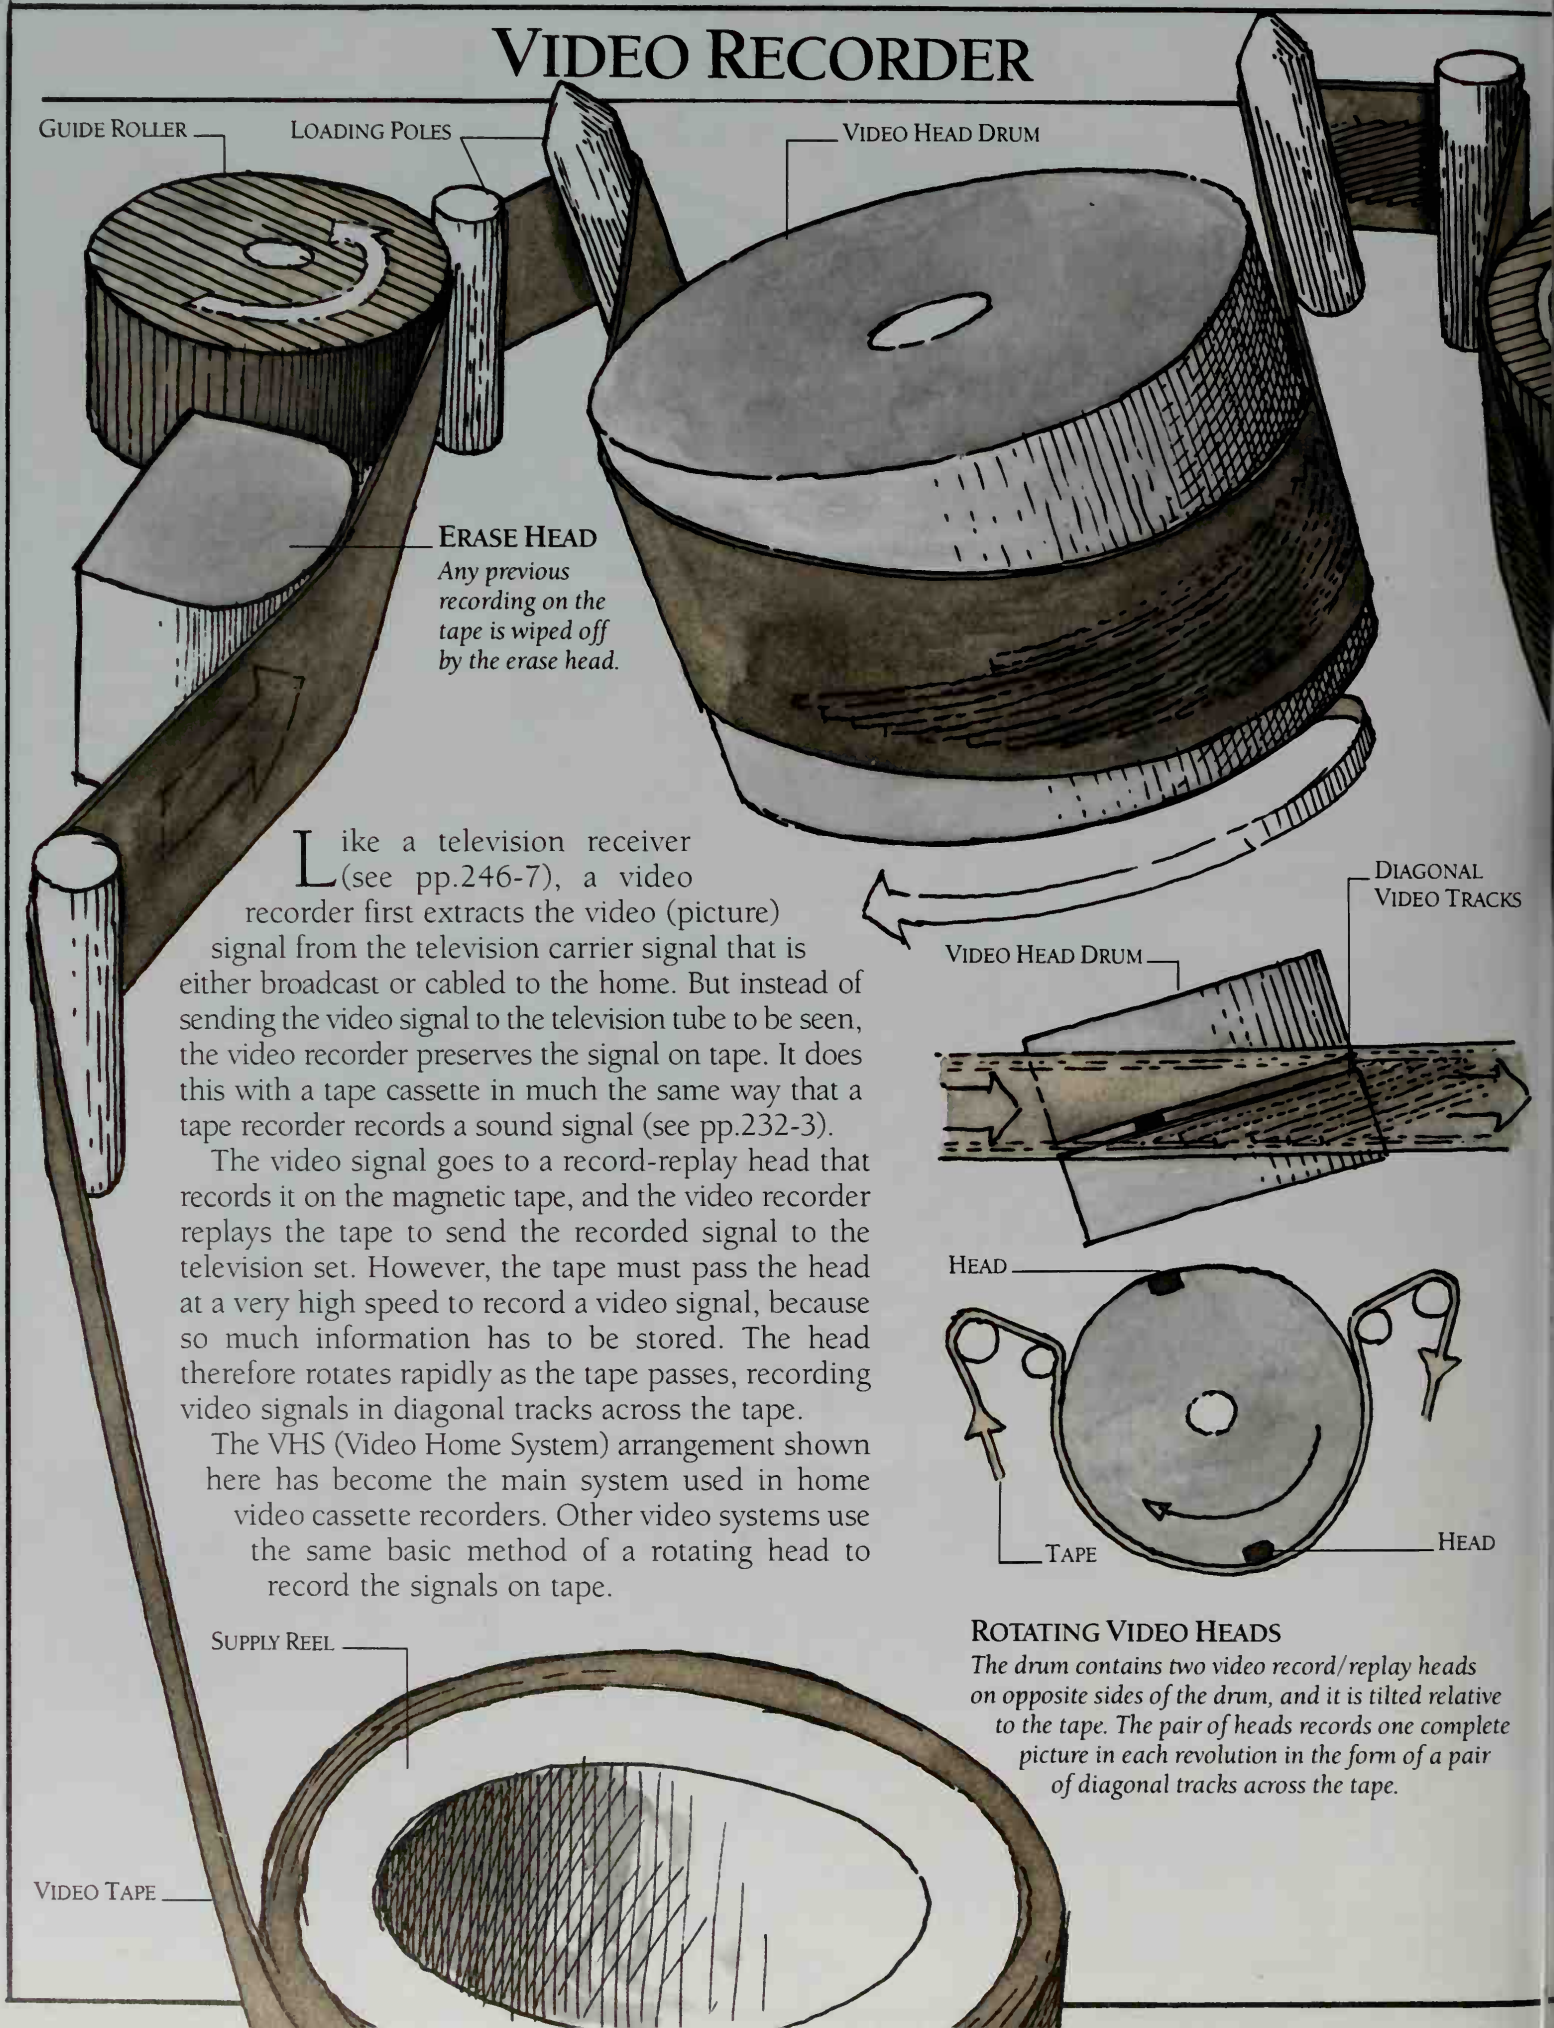 VIDEO RECORDER
GUIDE ROLLER
LOADING POLES
VIDEO HEAD DRUM
ERASE HEAD
Any previous
recording on the
tape is wiped off
by the erase head.
Like a television receiver
(see pp.246-7), a video
recorder first extracts the video (picture)
signal from the television carrier signal that is
either broadcast or cabled to the home. But instead of
sending the video signal to the television tube to be seen,
the video recorder preserves the signal on tape. It does
this with a tape cassette in much the same way that a
tape recorder records a sound signal (see pp.232-3).
The video signal goes to a record-replay head that
records it on the magnetic tape, and the video recorder
replays the tape to send the recorded signal to the
television set. However, the tape must pass the head
at a very high speed to record a video signal, because
so much information has to be stored. The head
therefore rotates rapidly as the tape passes, recording
video signals in diagonal tracks across the tape.
The VHS (Video Home System) arrangement shown
here has become the main system used in home
video cassette recorders. Other video systems use
the same basic method of a rotating head to
record the signals on tape.
DIAGONAL
VIDEO TRACKS
VIDEO HEAD DRUM
HEAD
TAPE
HEAD
ROTATING VIDEO HEADS
The drum contains two video record/replay heads
on opposite sides of the drum, and it is tilted relative
to the tape. The pair of heads records one complete
picture in each revolution in the form of a pair
of diagonal tracks across the tape.
SUPPLY REEL
VIDEO TAPE